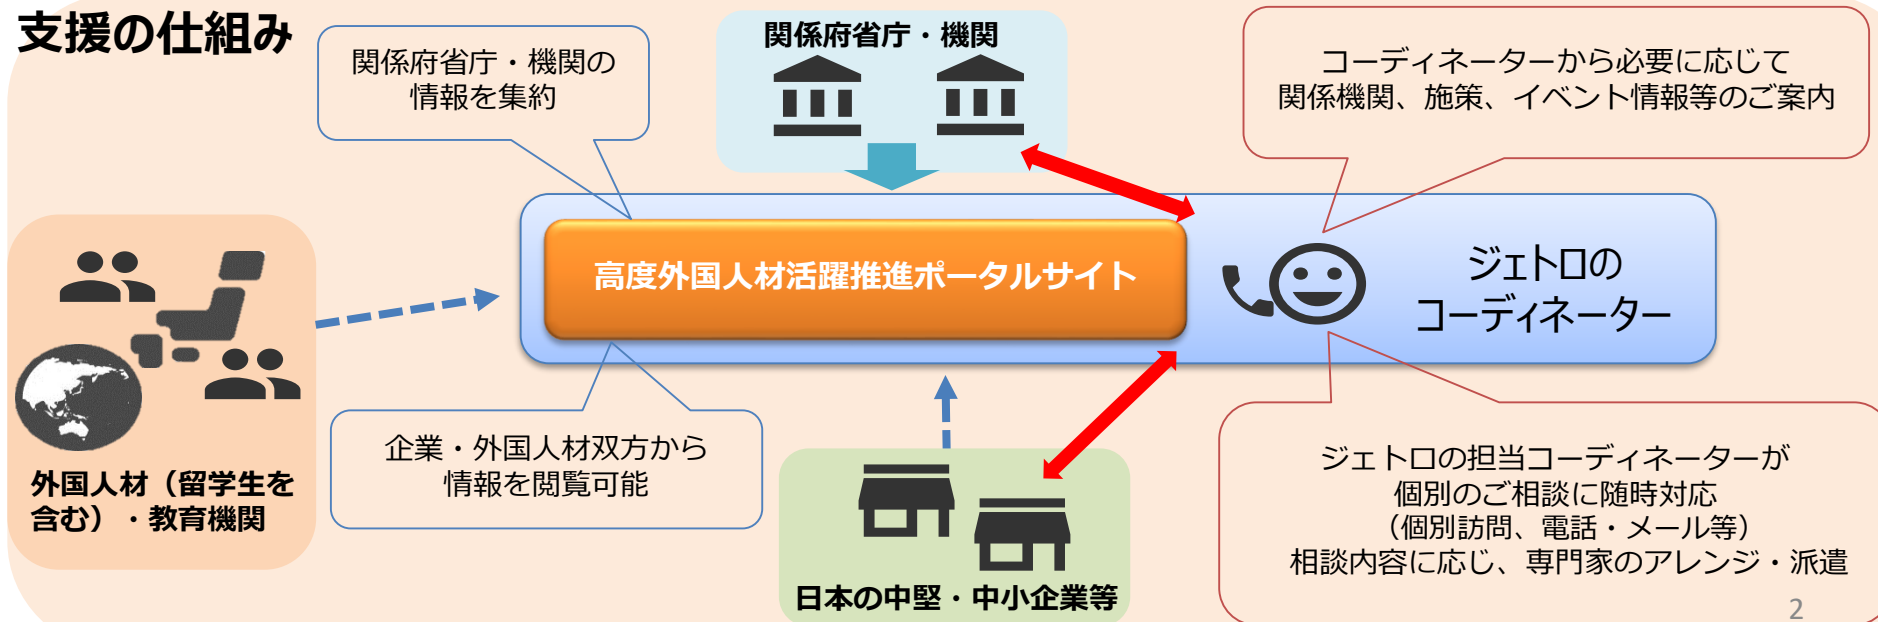 支援の仕組み
関係府省庁・機関の
情報を集約
関係府省庁・機関
コーディネーターから必要に応じて
関係機関、施策、イベント情報等のご案内
高度外国人材活躍推進ポータルサイト
ジェトロの
コーディネーター
外国人材（留学生を
含む）・教育機関
企業・外国人材双方から
情報を閲覧可能
日本の中堅・中小企業等
ジェトロの担当コーディネーターが
個別のご相談に随時対応
（個別訪問、電話・メール等）
相談内容に応じ、専門家のアレンジ・派遣
2